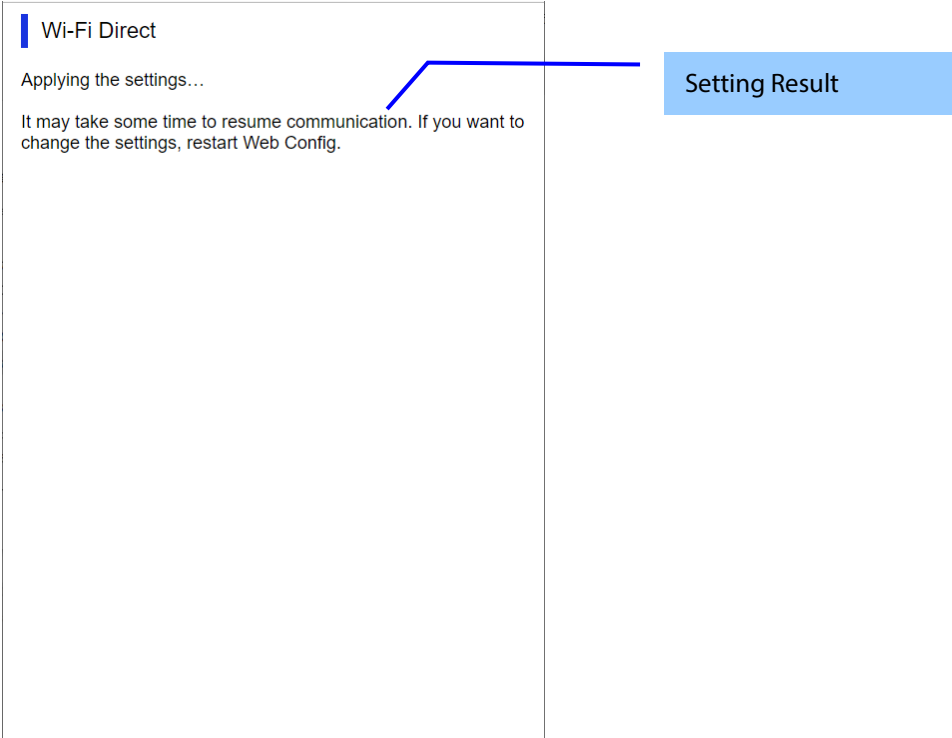 Wi-Fi Direct
Applying the settings…
It may take some time to resume communication. If you want to
change the settings, restart Web Config.
Setting Result